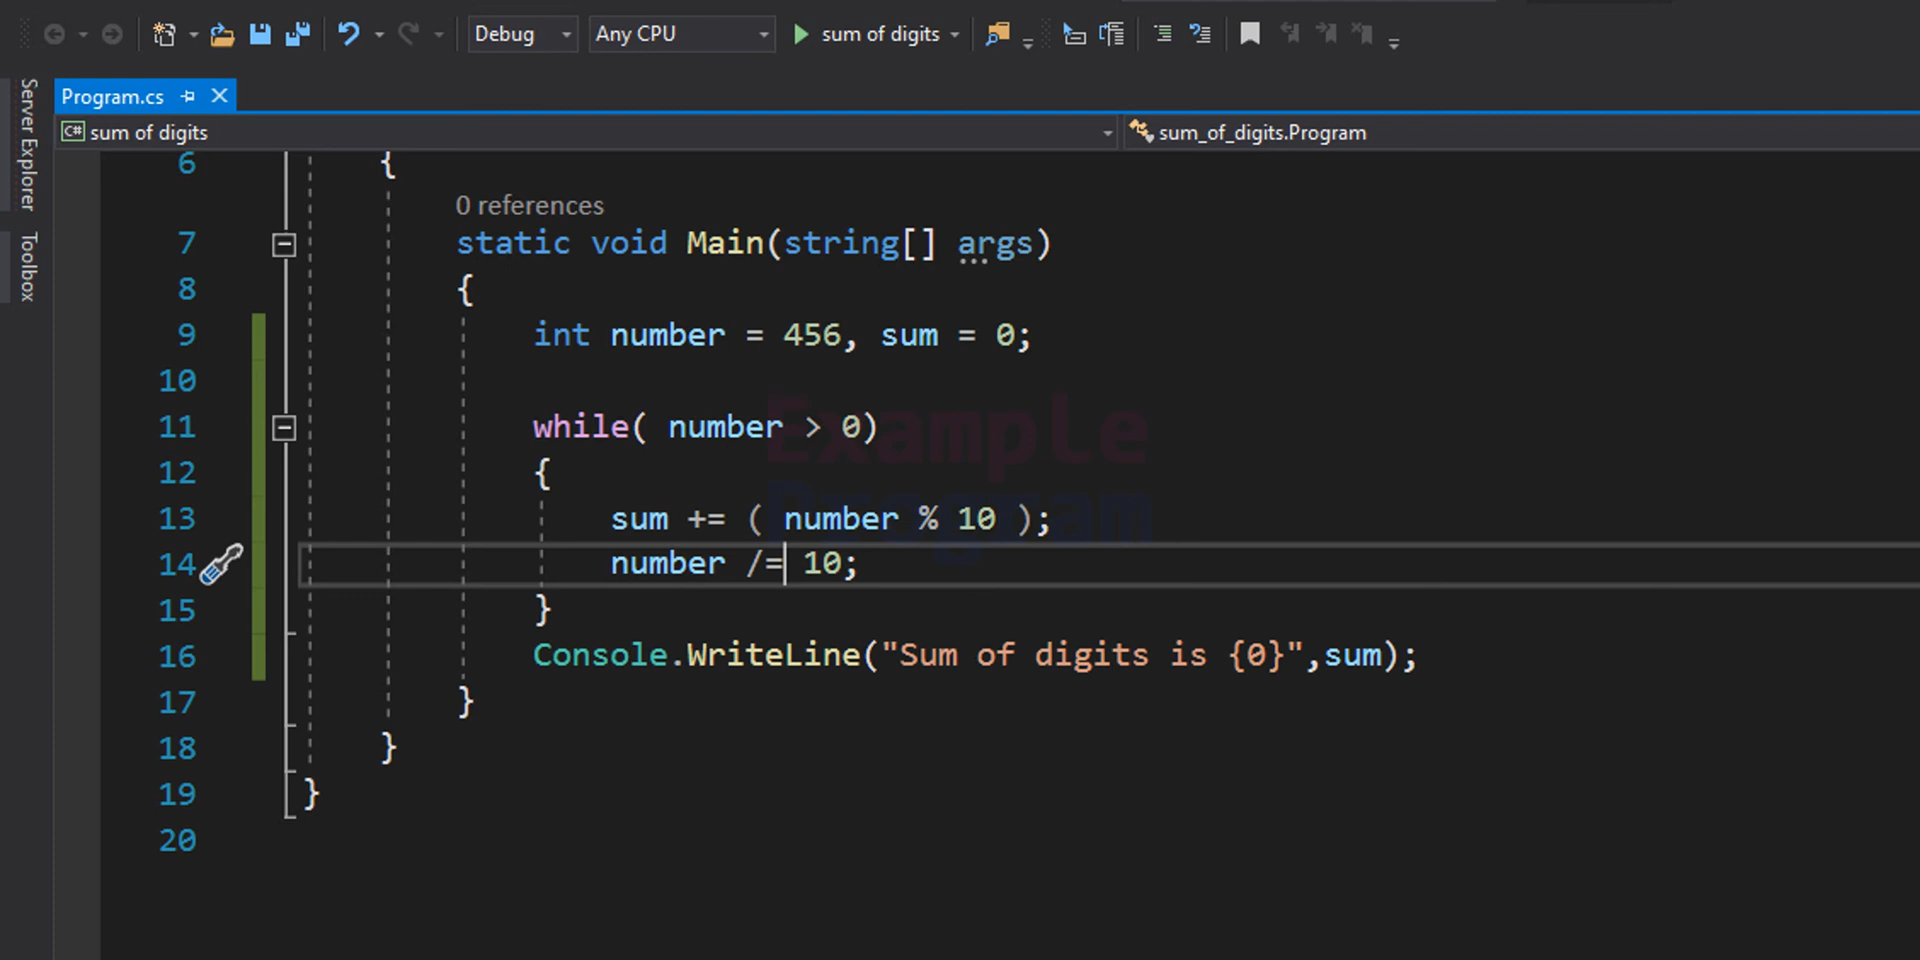 Debug Any CPU sum of digits
Server Explorer
Toolbox
Program.cs
C# sum of digits sum_of_digits.Program
6 {
0 references
7 static void Main(string[] args)
8 {
9 int number = 456, sum = 0;
10
11 while( number > 0)
12 {
13 sum += ( number % 10 );
14 number /= 10;
15 }
16 Console.WriteLine("Sum of digits is {0}",sum);
17 }
18 }
19 }
20
Example
Program